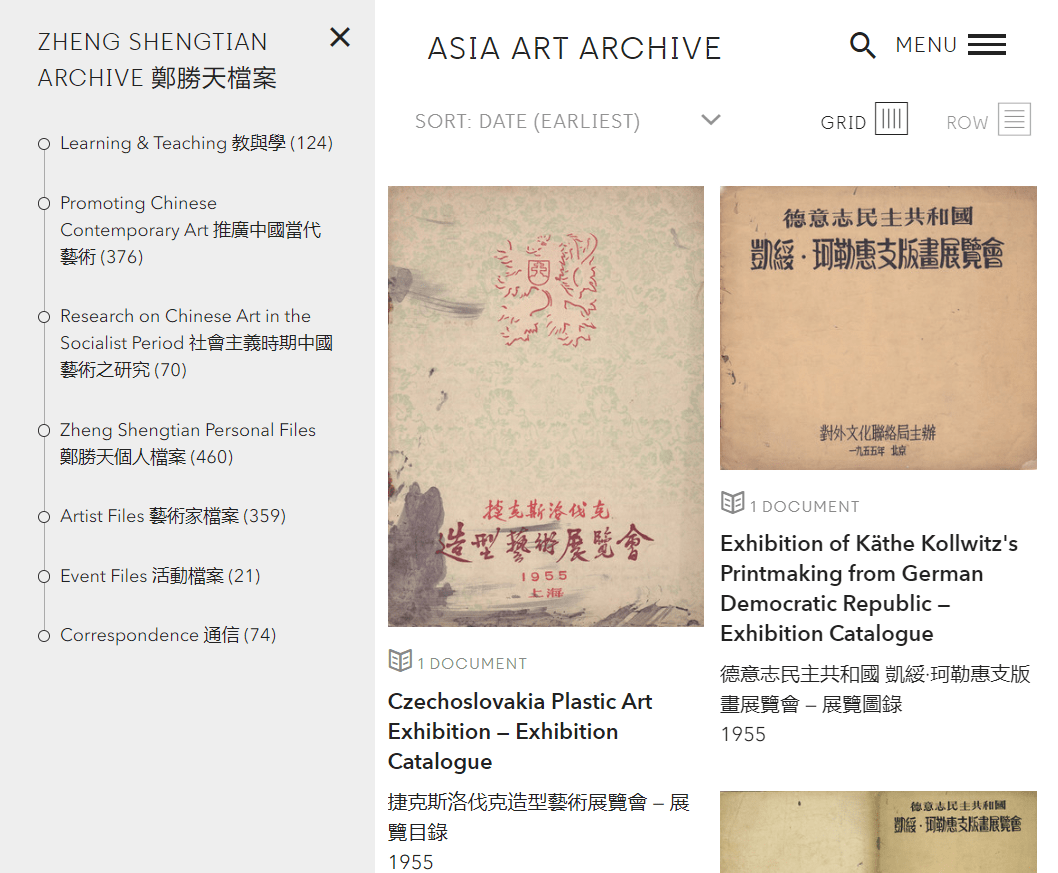 ZHENG SHENGTIAN
ARCHIVE 鄭勝天檔案
Learning & Teaching 教與學 (124)
Promoting Chinese
Contemporary Art 推廣中國當代
藝術 (376)
Research on Chinese Art in the
Socialist Period 社會主義時期中國
藝術之研究 (70)
Zheng Shengtian Personal Files
鄭勝天個人檔案 (460)
Artist Files 藝術家檔案 (359)
Event Files 活動檔案 (21)
Correspondence 通信 (74)
ASIA ART ARCHIVE
MENU
SORT: DATE (EARLIEST)
GRID
ROW
捷克斯洛伐克
造型藝術展覽會
1955
上海
1 DOCUMENT
Czechoslovakia Plastic Art
Exhibition – Exhibition
Catalogue
捷克斯洛伐克造型藝術展覽會 – 展
覽目錄
1955
德意志民主共和國
凱綏·珂勒惠支版畫展覽會
對外文化聯絡局主辦
一九五五年 北京
1 DOCUMENT
Exhibition of Käthe Kollwitz's
Printmaking from German
Democratic Republic –
Exhibition Catalogue
德意志民主共和國 凱綏·珂勒惠支版
畫展覽會 – 展覽圖錄
1955
德意志民主共和國
凱綏·珂勒惠支版畫展覽會